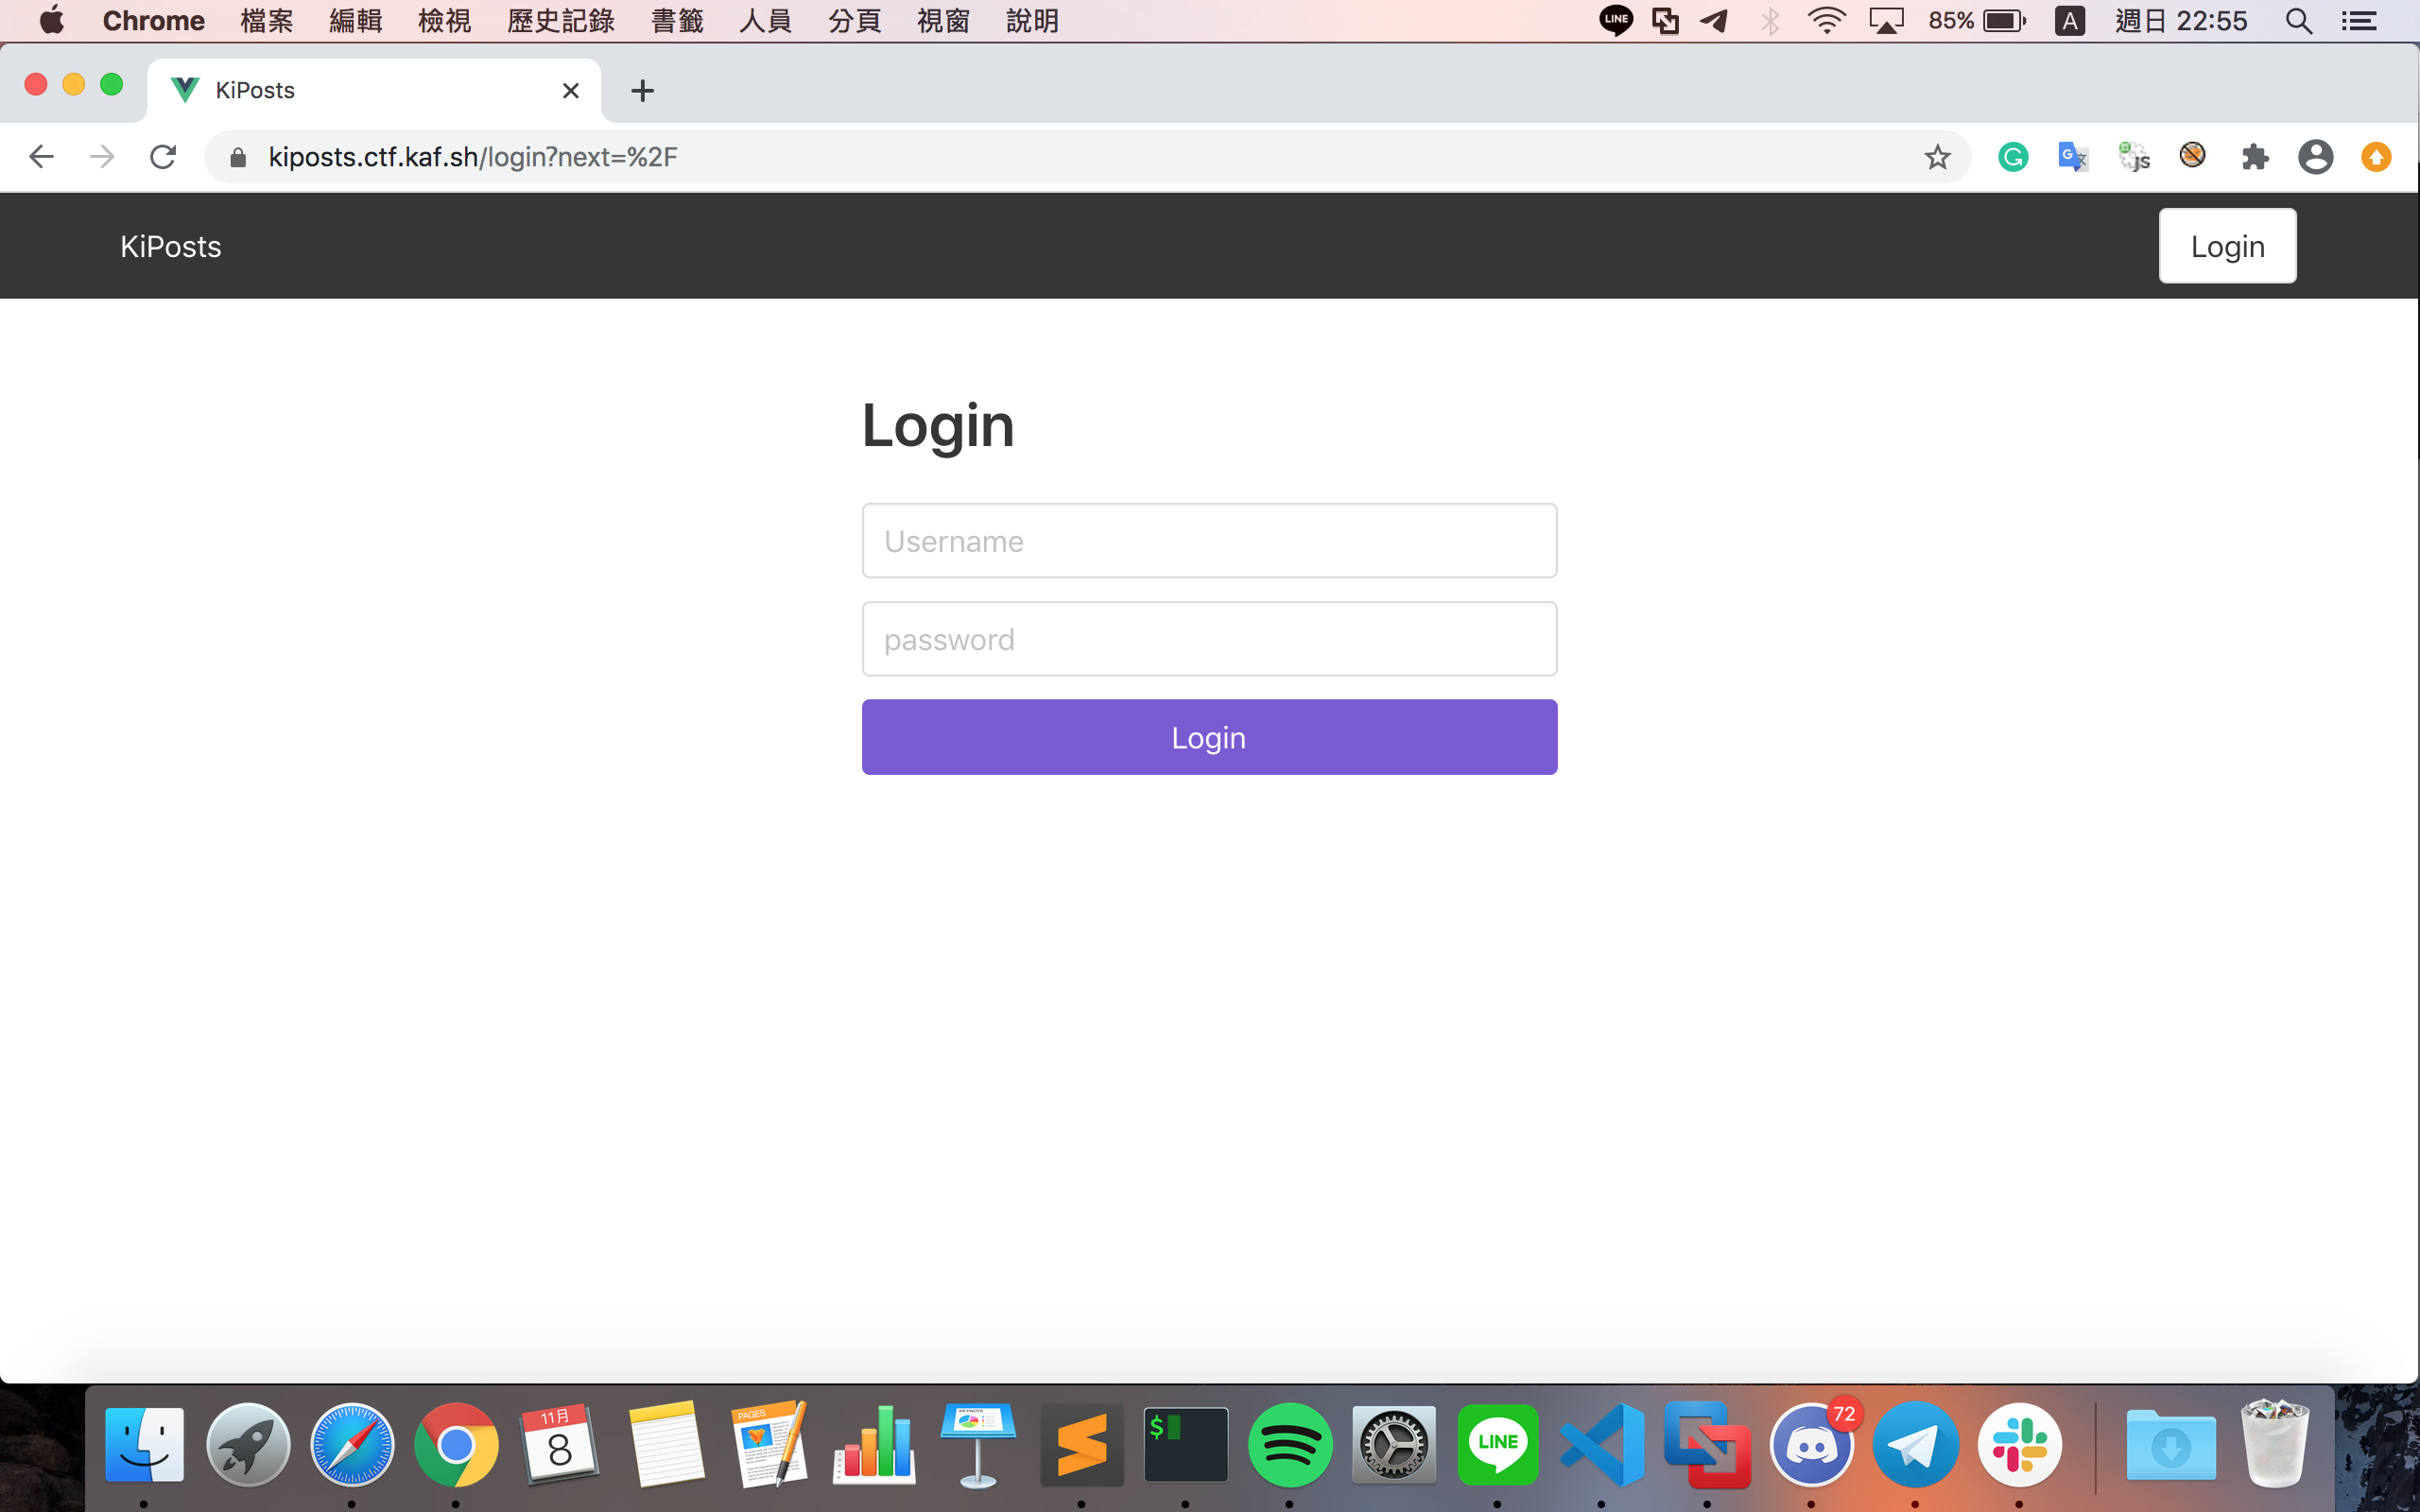 Chrome 檔案 編輯 檢視 歷史記錄 書籤 人員 分頁 視窗 說明 LINE 85% A 週日 22:55
KiPosts
kiposts.ctf.kaf.sh/login?next=%2F
KiPosts Login
Login
Username
password
Login
11月
8
PAGES
$
LINE
72